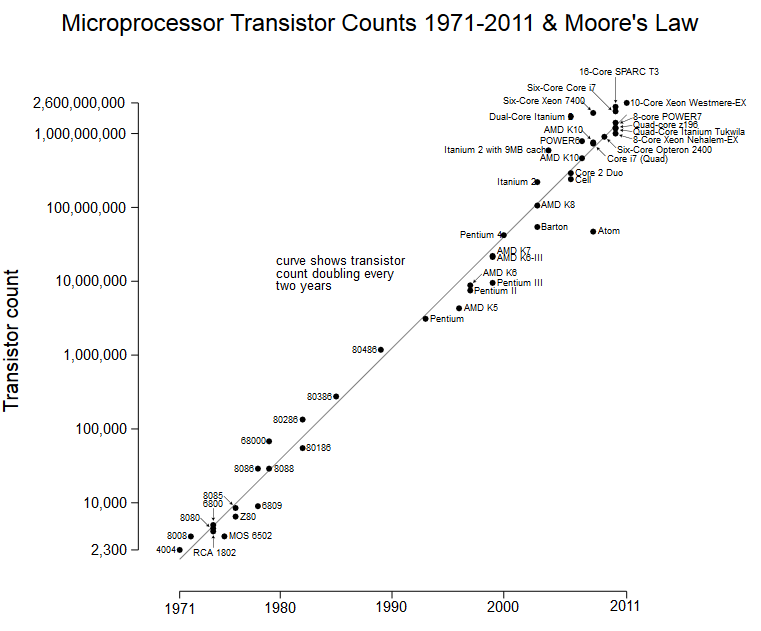 Microprocessor Transistor Counts 1971-2011 & Moore's Law
16-Core SPARC T3
Six-Core Core i7
Six-Core Xeon 7400
10-Core Xeon Westmere-EX
Dual-Core Itanium 2
8-core POWER7
Quad-core z196
AMD K10
Quad-Core Itanium Tukwila
POWER6
8-Core Xeon Nehalem-EX
Itanium 2 with 9MB cache
Six-Core Opteron 2400
AMD K10
Core i7 (Quad)
Core 2 Duo
Cell
Itanium 2
AMD K8
Barton
Atom
Pentium 4
AMD K7
AMD K6-III
AMD K6
Pentium III
Pentium II
AMD K5
Pentium
80486
80386
80286
68000
80186
8086
8088
8085
6800
6809
8080
Z80
8008
MOS 6502
4004
RCA 1802
curve shows transistor
count doubling every
two years
Transistor count
2,600,000,000
1,000,000,000
100,000,000
10,000,000
1,000,000
100,000
10,000
2,300
1971
1980
1990
2000
2011